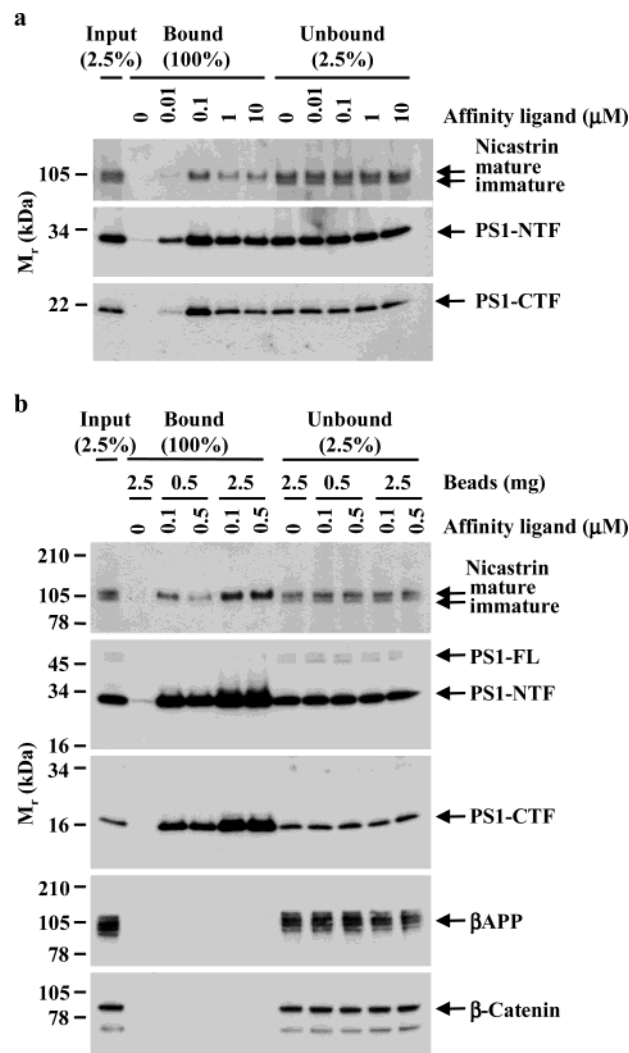 a
Input Bound Unbound
(2.5%) (100%) (2.5%)
0 0.01 0.1 1 10 0 0.01 0.1 1 10 Affinity ligand (μM)
Nicastrin
105 mature
immature
34 PS1-NTF
Mr (kDa)
22 PS1-CTF
b
Input Bound Unbound
(2.5%) (100%) (2.5%)
2.5 0.5 2.5 2.5 0.5 2.5 Beads (mg)
0 0.1 0.5 0.1 0.5 0 0.1 0.5 0.1 0.5 Affinity ligand (μM)
210
Nicastrin
105 mature
immature
78
PS1-FL
45
34 PS1-NTF
16
34
Mr (kDa)
16 PS1-CTF
210
105 βAPP
78
105
β-Catenin
78